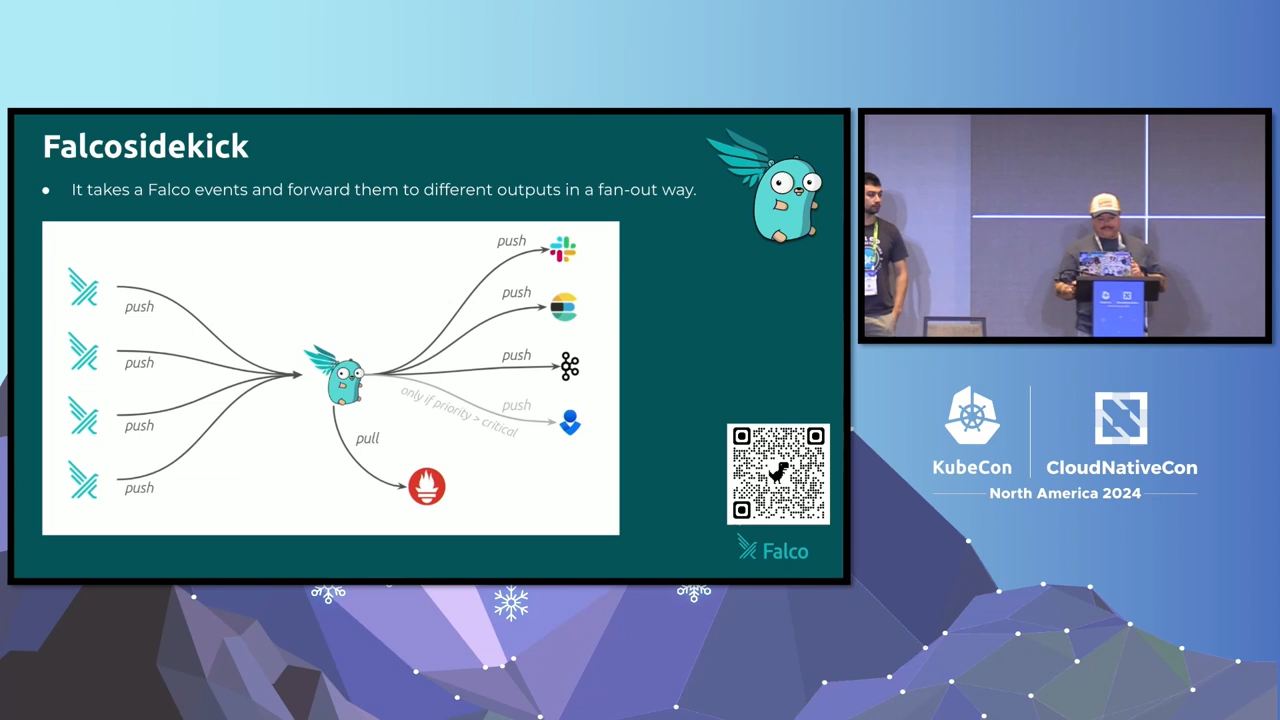 Falcosidekick
● It takes a Falco events and forward them to different outputs in a fan-out way.
push
push
push
push
push
push
push
push
only if priority > critical
pull
Falco
KubeCon
CloudNativeCon
North America 2024